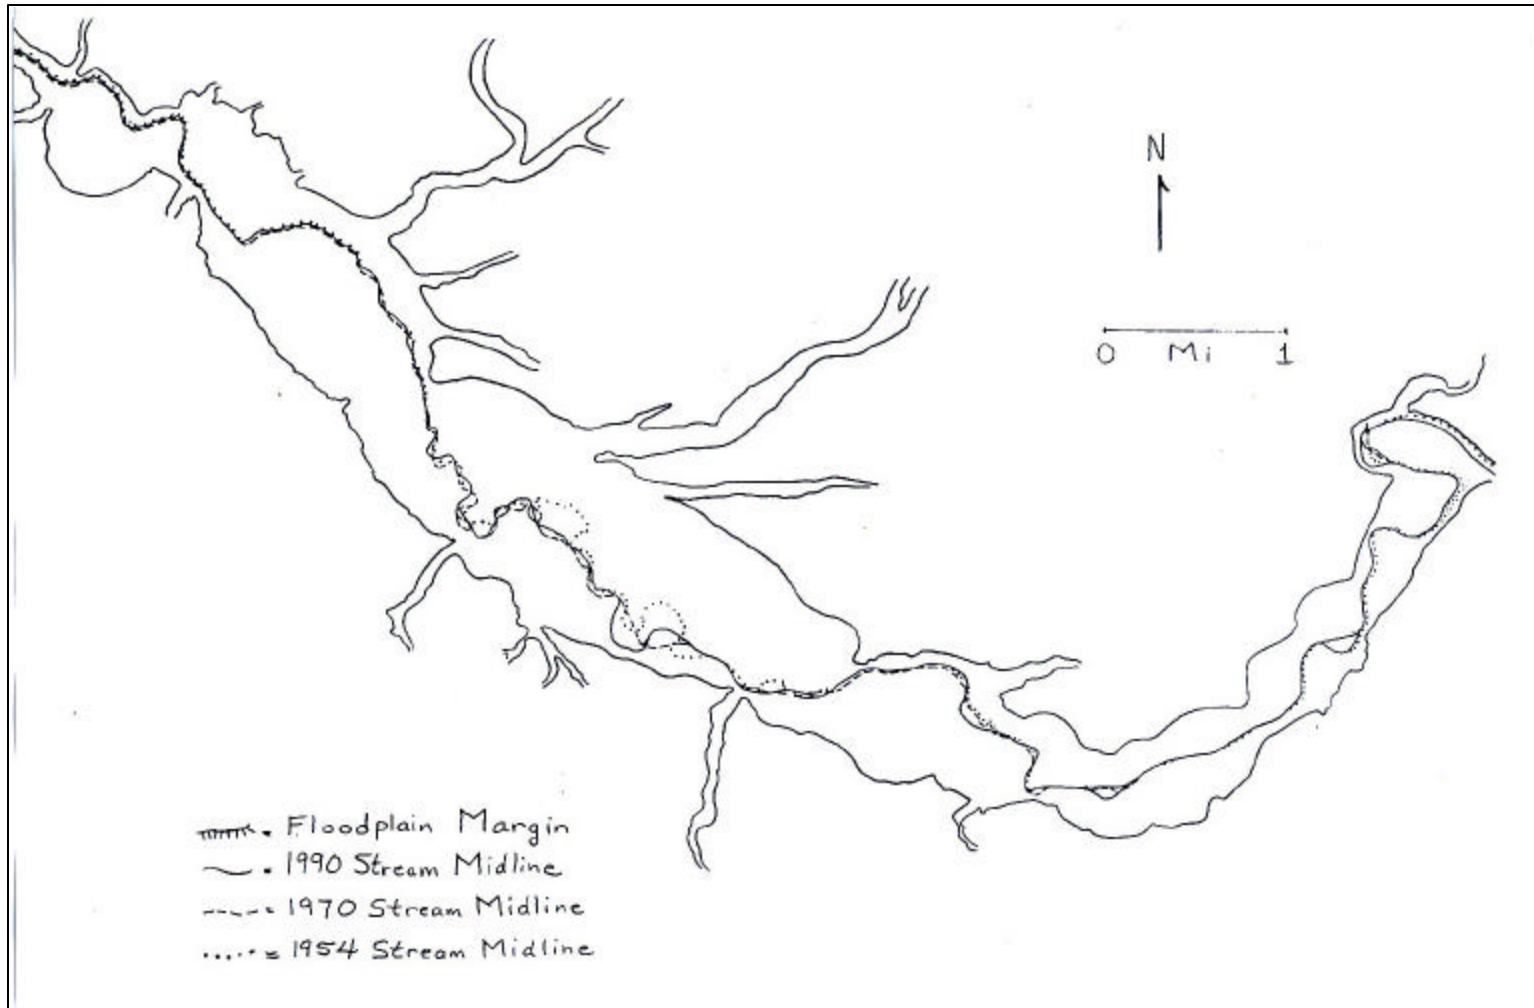 N
0 Mi 1
Floodplain Margin
1990 Stream Midline
1970 Stream Midline
1954 Stream Midline